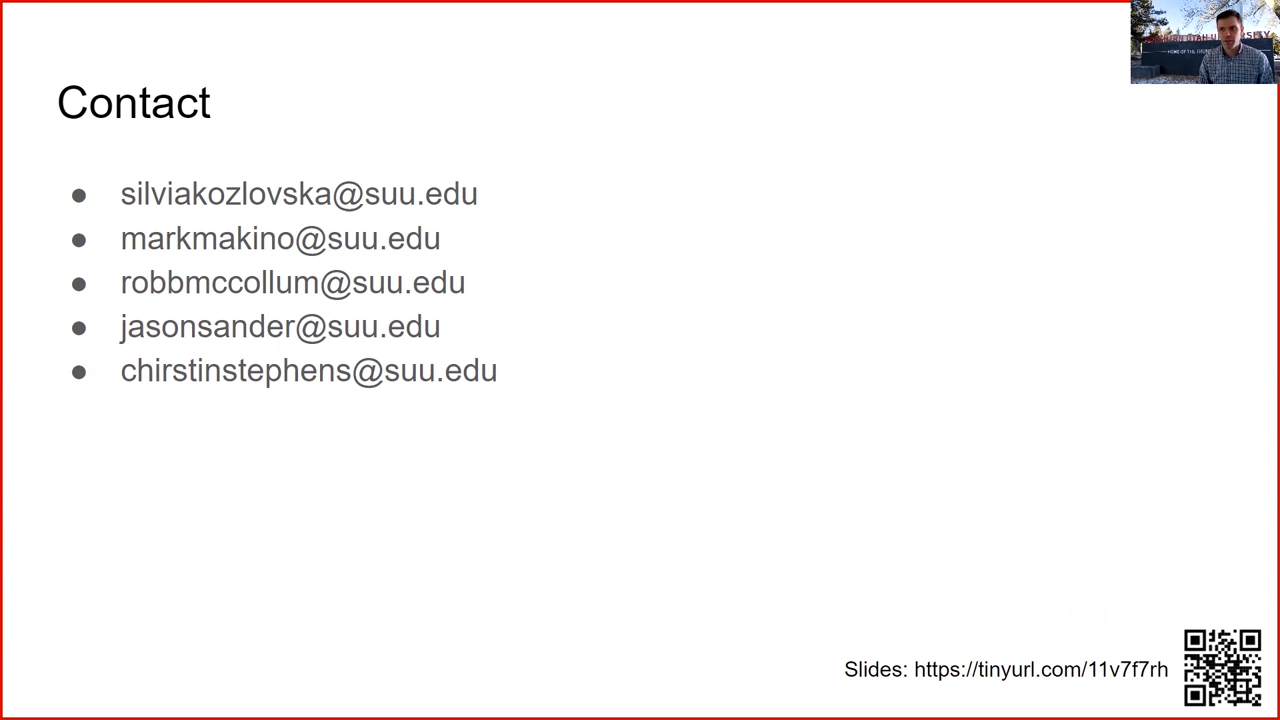 Contact
silviakozlovska@suu.edu
markmakino@suu.edu
robbmccollum@suu.edu
jasonsander@suu.edu
chirstinstephens@suu.edu
Slides: https://tinyurl.com/11v7f7rh